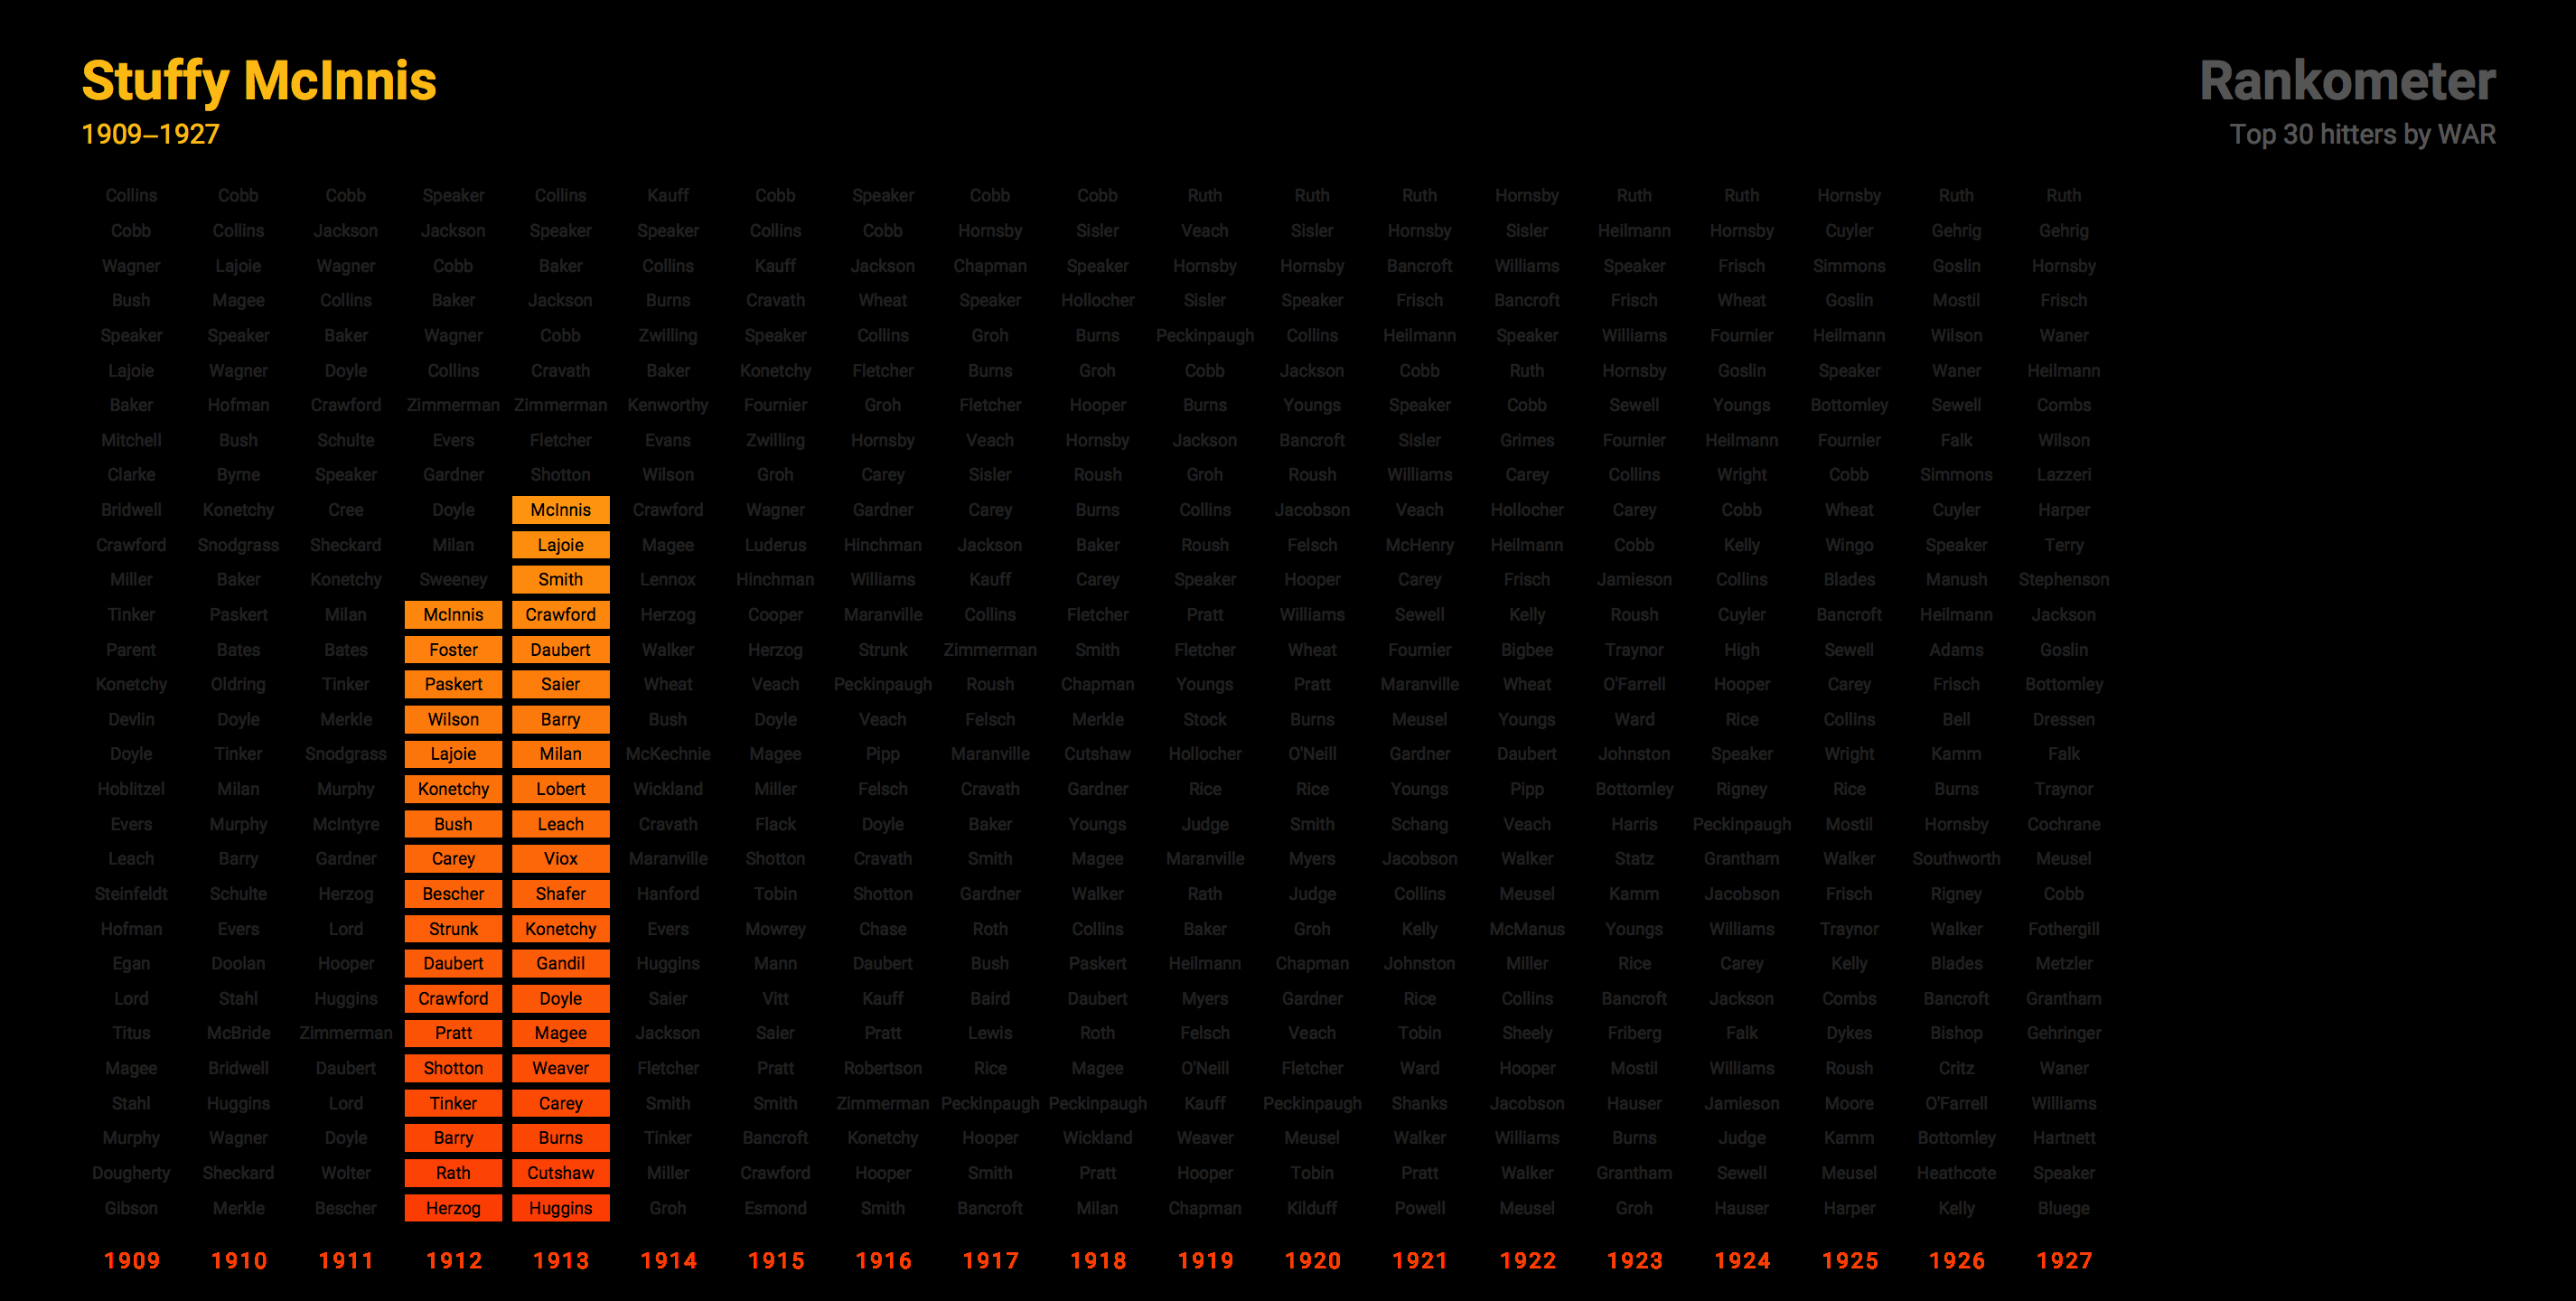 Stuffy McInnis
1909–1927
Rankometer
Top 30 hitters by WAR
Collins Cobb Cobb Speaker Collins Kauff Cobb Speaker Cobb Cobb Ruth Ruth Ruth Hornsby Ruth Ruth Hornsby Ruth Ruth
Cobb Collins Jackson Jackson Speaker Speaker Collins Cobb Hornsby Sisler Veach Sisler Hornsby Sisler Heilmann Hornsby Cuyler Gehrig Gehrig
Wagner Lajoie Wagner Cobb Baker Collins Kauff Jackson Chapman Speaker Hornsby Hornsby Bancroft Williams Speaker Frisch Simmons Goslin Hornsby
Bush Magee Collins Baker Jackson Burns Cravath Wheat Speaker Hollocher Sisler Speaker Frisch Bancroft Frisch Wheat Goslin Mostil Frisch
Speaker Speaker Baker Wagner Cobb Zwilling Speaker Collins Groh Burns Peckinpaugh Collins Heilmann Speaker Williams Fournier Heilmann Wilson Waner
Lajoie Wagner Doyle Collins Cravath Baker Konetchy Fletcher Burns Groh Cobb Jackson Cobb Ruth Hornsby Goslin Speaker Waner Heilmann
Baker Hofman Crawford Zimmerman Zimmerman Kenworthy Fournier Groh Fletcher Hooper Burns Youngs Speaker Cobb Sewell Youngs Bottomley Sewell Combs
Mitchell Bush Schulte Evers Fletcher Evans Zwilling Hornsby Veach Hornsby Jackson Bancroft Sisler Grimes Fournier Heilmann Fournier Falk Wilson
Clarke Byrne Speaker Gardner Shotton Wilson Groh Carey Sisler Roush Groh Roush Williams Carey Collins Wright Cobb Simmons Lazzeri
Bridwell Konetchy Cree Doyle McInnis Crawford Wagner Gardner Carey Burns Collins Jacobson Veach Hollocher Carey Cobb Wheat Cuyler Harper
Crawford Snodgrass Sheckard Milan Lajoie Magee Luderus Hinchman Jackson Baker Roush Felsch McHenry Heilmann Cobb Kelly Wingo Speaker Terry
Miller Baker Konetchy Sweeney Smith Lennox Hinchman Williams Kauff Carey Speaker Hooper Carey Frisch Jamieson Collins Blades Manush Stephenson
Tinker Paskert Milan McInnis Crawford Herzog Cooper Maranville Collins Fletcher Pratt Williams Sewell Kelly Roush Cuyler Bancroft Heilmann Jackson
Parent Bates Bates Foster Daubert Walker Herzog Strunk Zimmerman Smith Fletcher Wheat Fournier Bigbee Traynor High Sewell Adams Goslin
Konetchy Oldring Tinker Paskert Saier Wheat Veach Peckinpaugh Roush Chapman Youngs Pratt Maranville Wheat O'Farrell Hooper Carey Frisch Bottomley
Devlin Doyle Merkle Wilson Barry Bush Doyle Veach Felsch Merkle Stock Burns Meusel Youngs Ward Rice Collins Bell Dressen
Doyle Tinker Snodgrass Lajoie Milan McKechnie Magee Pipp Maranville Cutshaw Hollocher O'Neill Gardner Daubert Johnston Speaker Wright Kamm Falk
Hoblitzel Milan Murphy Konetchy Lobert Wickland Miller Felsch Cravath Gardner Rice Rice Youngs Pipp Bottomley Rigney Rice Burns Traynor
Evers Murphy McIntyre Bush Leach Cravath Flack Doyle Baker Youngs Judge Smith Schang Veach Harris Peckinpaugh Mostil Hornsby Cochrane
Leach Barry Gardner Carey Viox Maranville Shotton Cravath Smith Magee Maranville Myers Jacobson Walker Statz Grantham Walker Southworth Meusel
Steinfeldt Schulte Herzog Bescher Shafer Hanford Tobin Shotton Gardner Walker Rath Judge Collins Meusel Kamm Jacobson Frisch Rigney Cobb
Hofman Evers Lord Strunk Konetchy Evers Mowrey Chase Roth Collins Baker Groh Kelly McManus Youngs Williams Traynor Walker Fothergill
Egan Doolan Hooper Daubert Gandil Huggins Mann Daubert Bush Paskert Heilmann Chapman Johnston Miller Rice Carey Kelly Blades Metzler
Lord Stahl Huggins Crawford Doyle Saier Vitt Kauff Baird Daubert Myers Gardner Rice Collins Bancroft Jackson Combs Bancroft Grantham
Titus McBride Zimmerman Pratt Magee Jackson Saier Pratt Lewis Roth Felsch Veach Tobin Sheely Friberg Falk Dykes Bishop Gehringer
Magee Bridwell Daubert Shotton Weaver Fletcher Pratt Robertson Rice Magee O'Neill Fletcher Ward Hooper Mostil Williams Roush Critz Waner
Stahl Huggins Lord Tinker Carey Smith Smith Zimmerman Peckinpaugh Peckinpaugh Kauff Peckinpaugh Shanks Jacobson Hauser Jamieson Moore O'Farrell Williams
Murphy Wagner Doyle Barry Burns Tinker Bancroft Konetchy Hooper Wickland Weaver Meusel Walker Williams Burns Judge Kamm Bottomley Hartnett
Dougherty Sheckard Wolter Rath Cutshaw Miller Crawford Hooper Smith Pratt Hooper Tobin Pratt Walker Grantham Sewell Meusel Heathcote Speaker
Gibson Merkle Bescher Herzog Huggins Groh Esmond Smith Bancroft Milan Chapman Kilduff Powell Meusel Groh Hauser Harper Kelly Bluege
1909 1910 1911 1912 1913 1914 1915 1916 1917 1918 1919 1920 1921 1922 1923 1924 1925 1926 1927